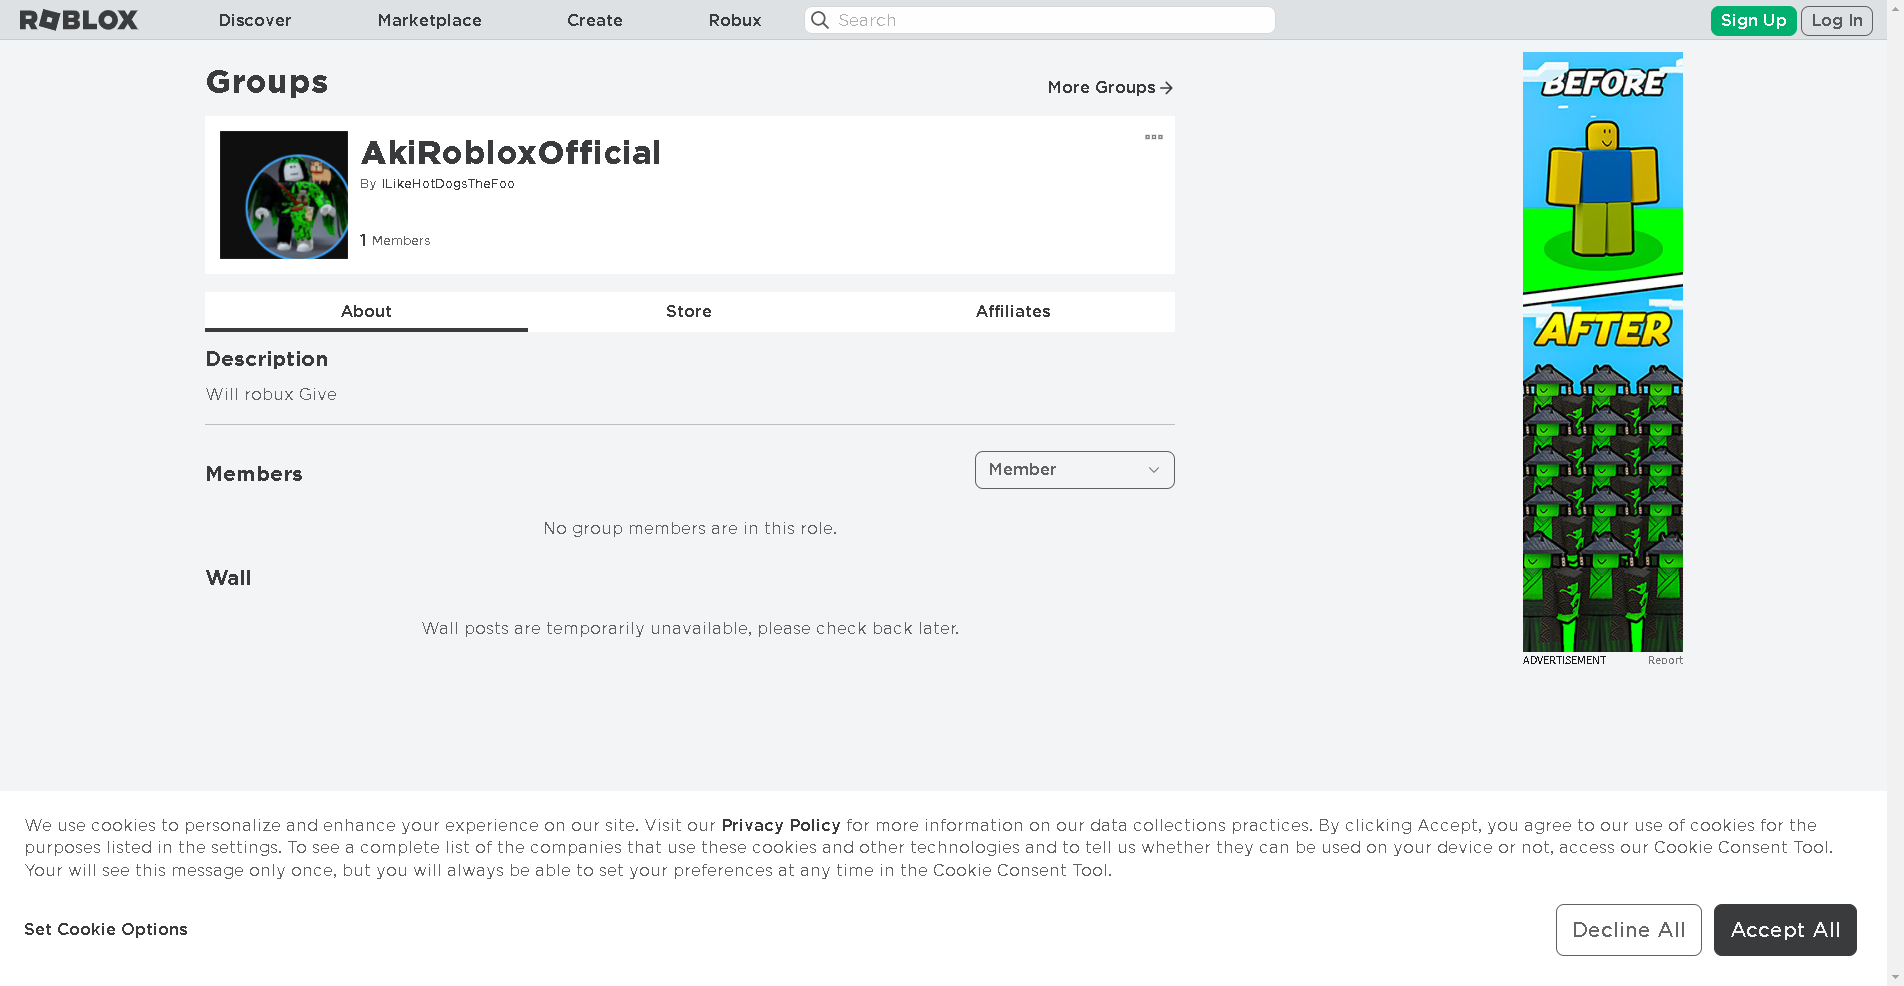 ROBLOX Discover Marketplace Create Robux Search Sign Up Log In
Groups
More Groups
AkiRobloxOfficial
By ILikeHotDogsTheFoo
1 Members
About Store Affiliates
Description
Will robux Give
Members
Member
No group members are in this role.
Wall
Wall posts are temporarily unavailable, please check back later.
BEFORE
AFTER
ADVERTISEMENT Report
We use cookies to personalize and enhance your experience on our site. Visit our Privacy Policy for more information on our data collections practices. By clicking Accept, you agree to our use of cookies for the
purposes listed in the settings. To see a complete list of the companies that use these cookies and other technologies and to tell us whether they can be used on your device or not, access our Cookie Consent Tool.
Your will see this message only once, but you will always be able to set your preferences at any time in the Cookie Consent Tool.
Set Cookie Options
Decline All
Accept All